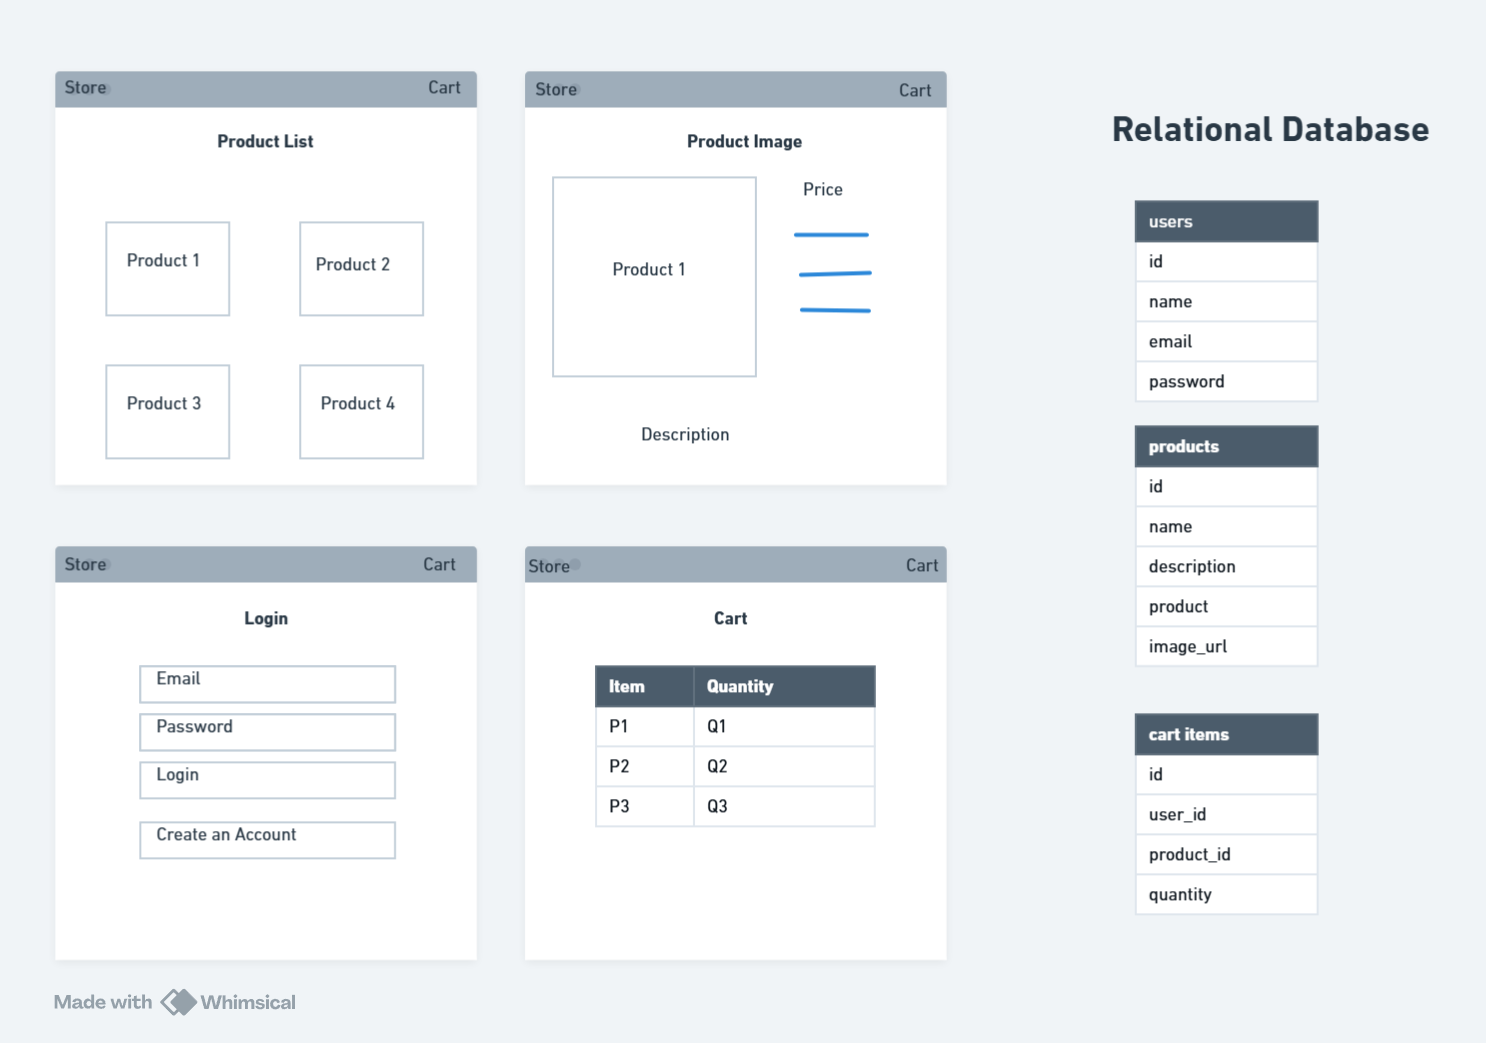 Store Cart
Product List
Product 1 Product 2
Product 3 Product 4
Store Cart
Product Image
Price
Product 1
Description
Store Cart
Login
Email
Password
Login
Create an Account
Store Cart
Cart
Item Quantity
P1 Q1
P2 Q2
P3 Q3
Relational Database
users
id
name
email
password
products
id
name
description
product
image_url
cart items
id
user_id
product_id
quantity
Made with Whimsical